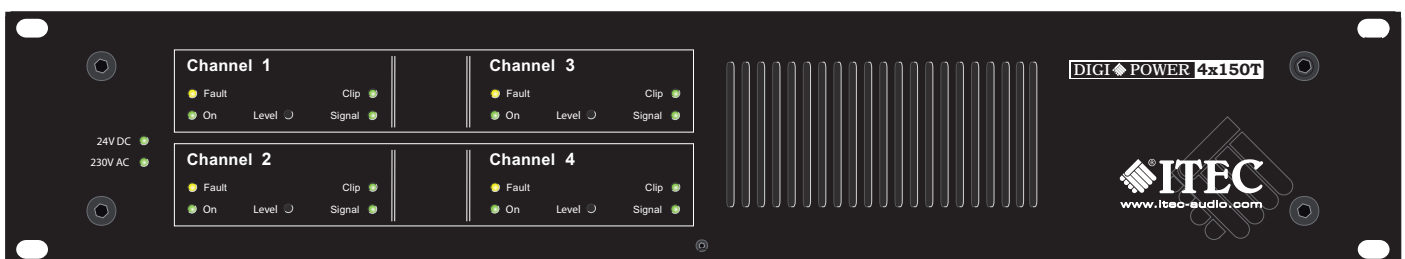 24V DC
230V AC
Channel 1
Fault
Clip
On
Level
Signal
Channel 3
Fault
Clip
On
Level
Signal
Channel 2
Fault
Clip
On
Level
Signal
Channel 4
Fault
Clip
On
Level
Signal
DIGI POWER 4x150T
®ITEC
www.itec-audio.com